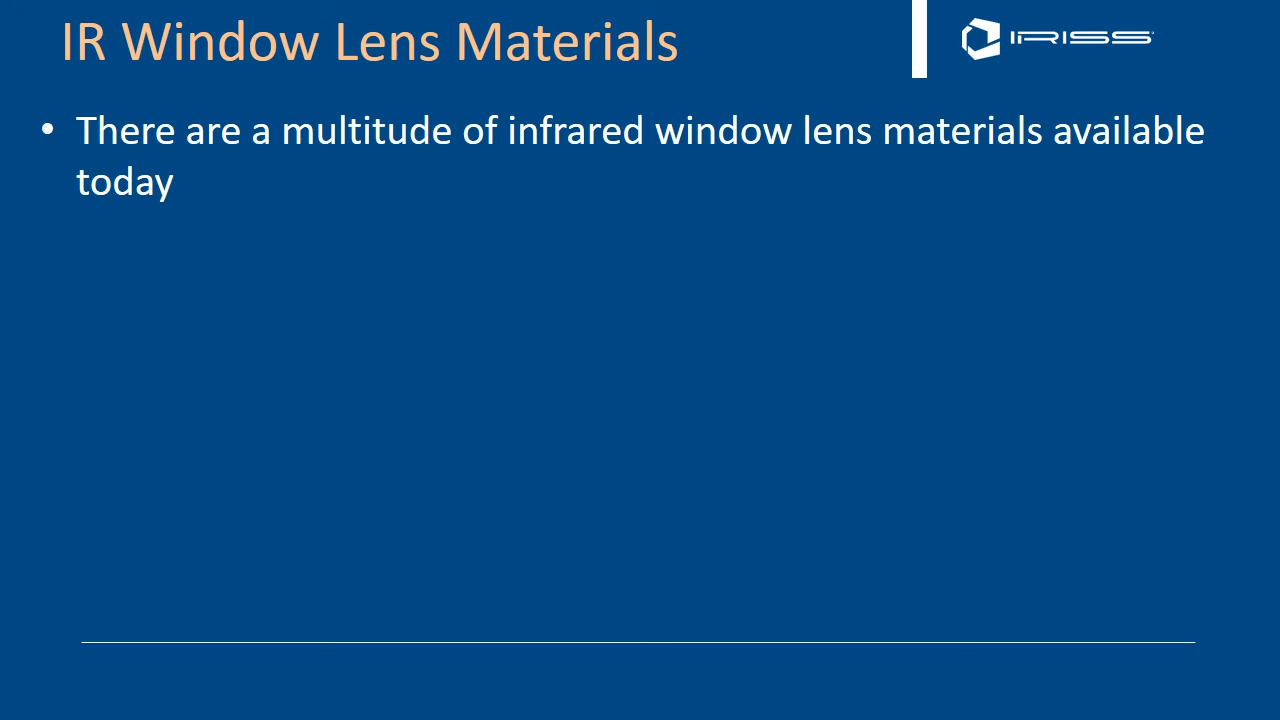 IR Window Lens Materials
IRISS
• There are a multitude of infrared window lens materials available
today